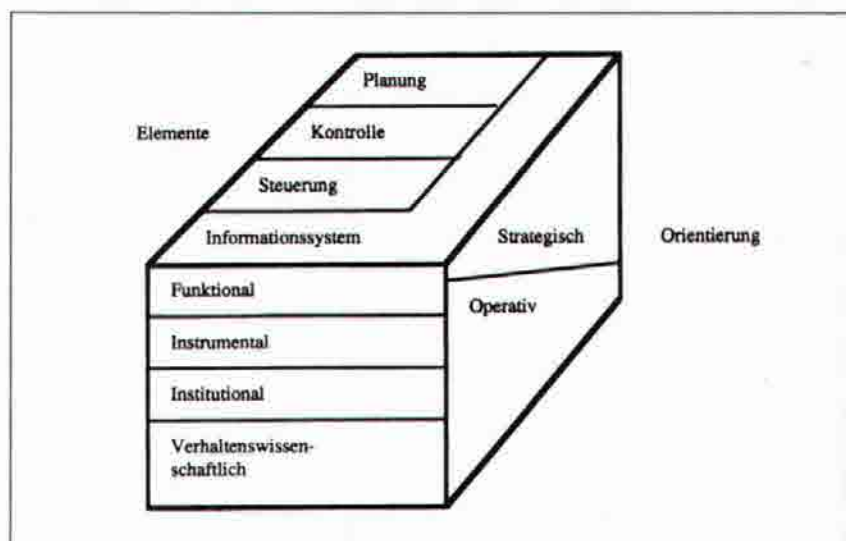 Planung
Elemente
Kontrolle
Steuerung
Informationssystem
Strategisch
Orientierung
Funktional
Operativ
Instrumental
Institutional
Verhaltenswissen-
schaftlich